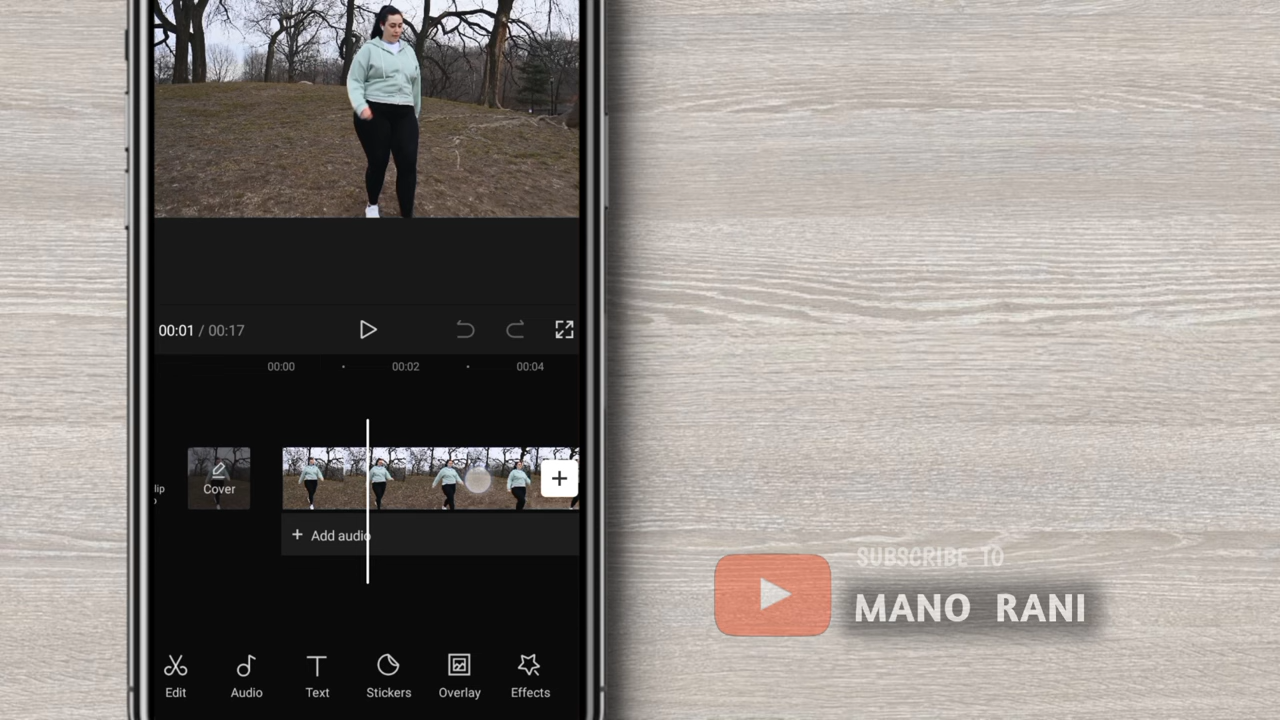 00:01 / 00:17
00:00 00:02 00:04
lip
Cover
+ Add audio
SUBSCRIBE TO
MANO RANI
Edit Audio Text Stickers Overlay Effects